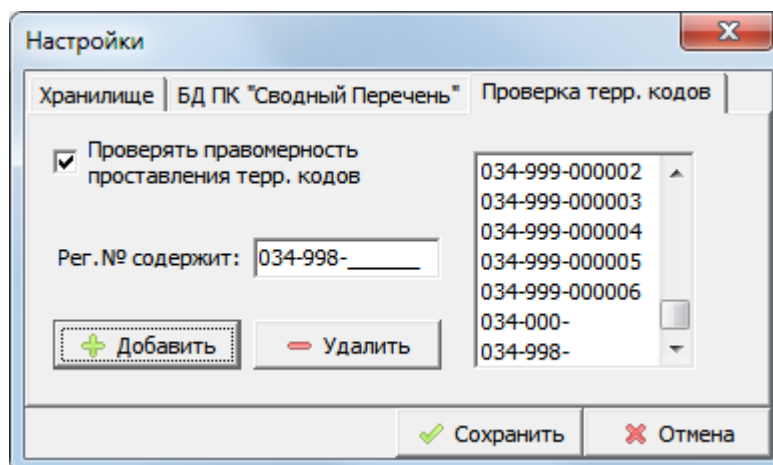 Настройки
Хранилище
БД ПК "Сводный Перечень"
Проверка терр. кодов
Проверять правомерность
проставления терр. кодов
Рег.№ содержит:
034-998-______
Добавить
Удалить
034-999-000002
034-999-000003
034-999-000004
034-999-000005
034-999-000006
034-000-
034-998-
Сохранить
Отмена